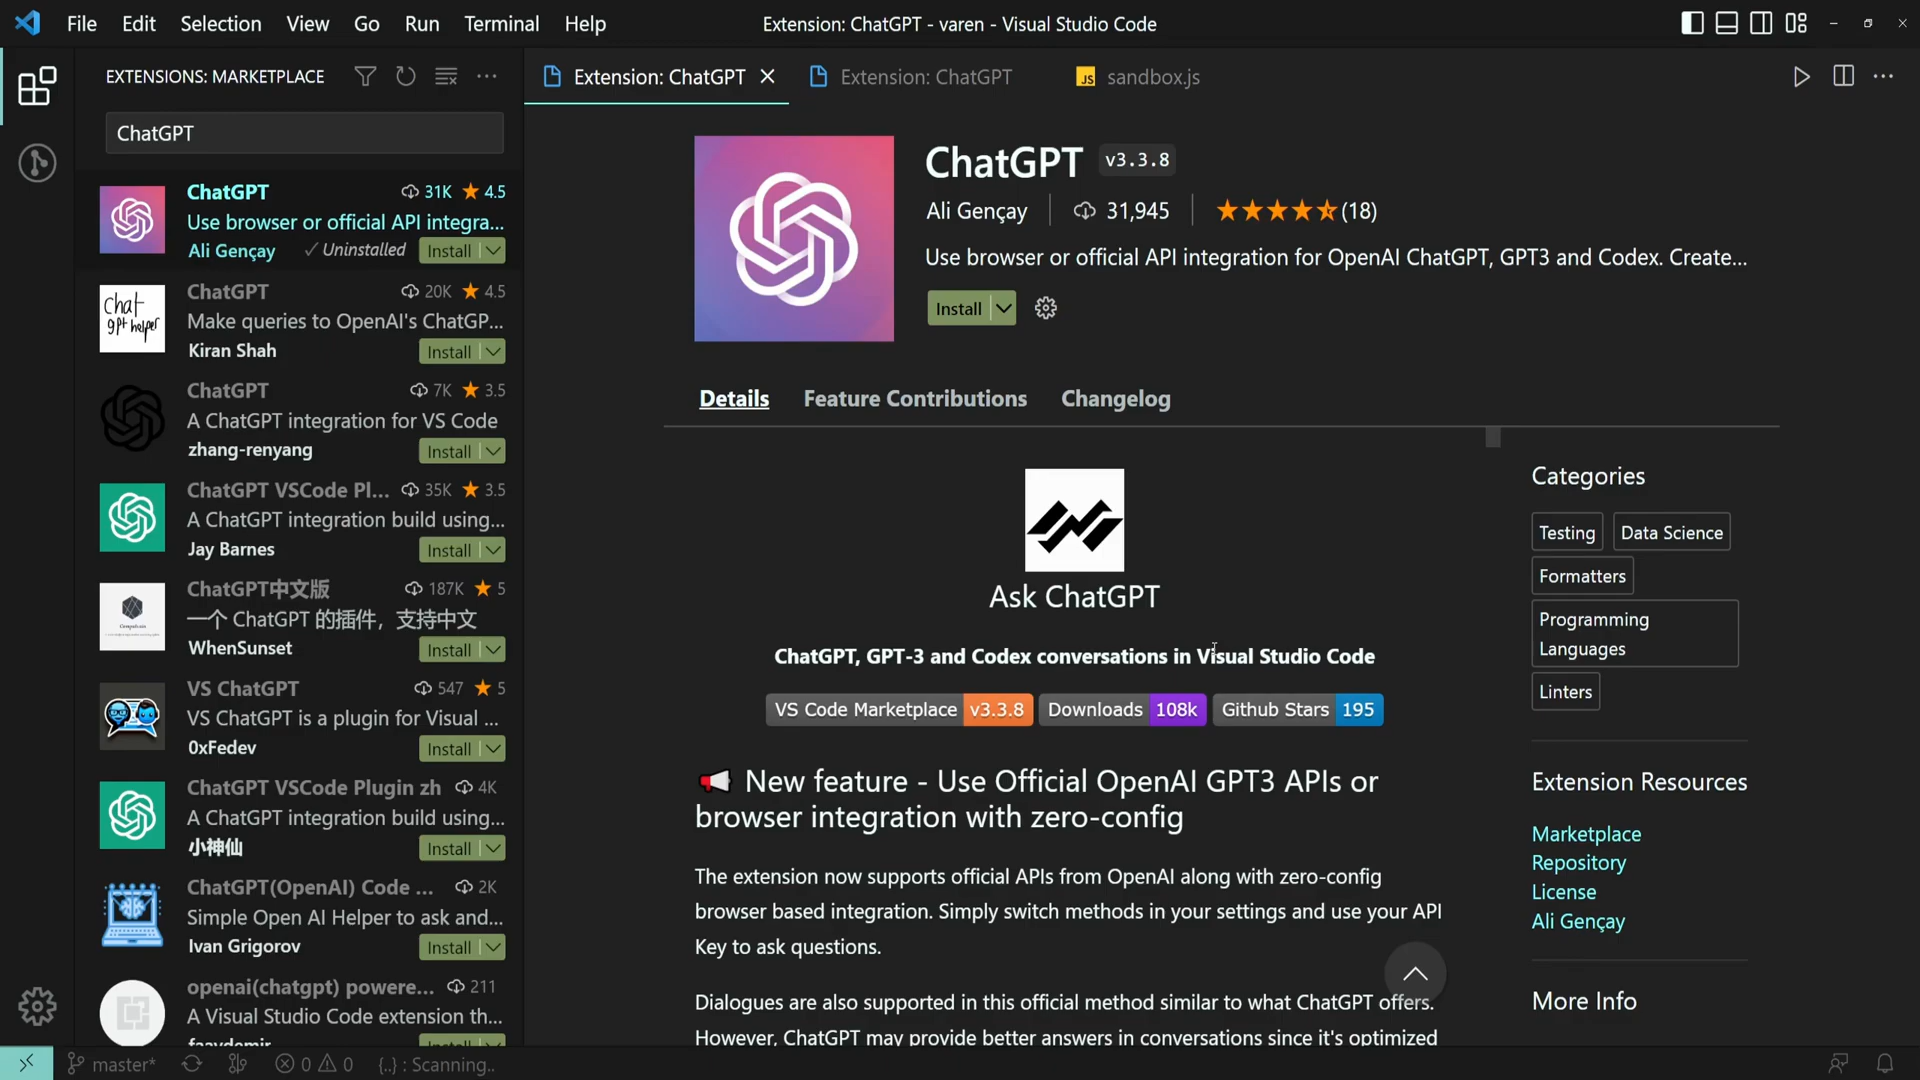 File Edit Selection View Go Run Terminal Help
Extension: ChatGPT - varen - Visual Studio Code
EXTENSIONS: MARKETPLACE
ChatGPT
ChatGPT 31K 4.5
Use browser or official API integra...
Ali Gençay ✓ Uninstalled Install
ChatGPT 20K 4.5
Make queries to OpenAI's ChatGP...
Kiran Shah Install
Chat
gpt helper
ChatGPT 7K 3.5
A ChatGPT integration for VS Code
zhang-renyang Install
ChatGPT VSCode Pl... 35K 3.5
A ChatGPT integration build using...
Jay Barnes Install
ChatGPT中文版 187K 5
一个 ChatGPT 的插件，支持中文
WhenSunset Install
VS ChatGPT 547 5
VS ChatGPT is a plugin for Visual ...
0xFedev Install
ChatGPT VSCode Plugin zh 4K
A ChatGPT integration build using...
小神仙 Install
ChatGPT(OpenAI) Code ... 2K
Simple Open AI Helper to ask and...
Ivan Grigorov Install
openai(chatgpt) powere... 211
A Visual Studio Code extension th...
faaydemir Install
Extension: ChatGPT
Extension: ChatGPT
JS sandbox.js
ChatGPT v3.3.8
Ali Gençay 31,945 (18)
Use browser or official API integration for OpenAI ChatGPT, GPT3 and Codex. Create...
Install
Details Feature Contributions Changelog
Ask ChatGPT
ChatGPT, GPT-3 and Codex conversations in Visual Studio Code
VS Code Marketplace v3.3.8 Downloads 108k Github Stars 195
New feature - Use Official OpenAI GPT3 APIs or
browser integration with zero-config
The extension now supports official APIs from OpenAI along with zero-config
browser based integration. Simply switch methods in your settings and use your API
Key to ask questions.
Dialogues are also supported in this official method similar to what ChatGPT offers.
However, ChatGPT may provide better answers in conversations since it's optimized
Categories
Testing Data Science
Formatters
Programming
Languages
Linters
Extension Resources
Marketplace
Repository
License
Ali Gençay
More Info
master* 0 0 {..} : Scanning..